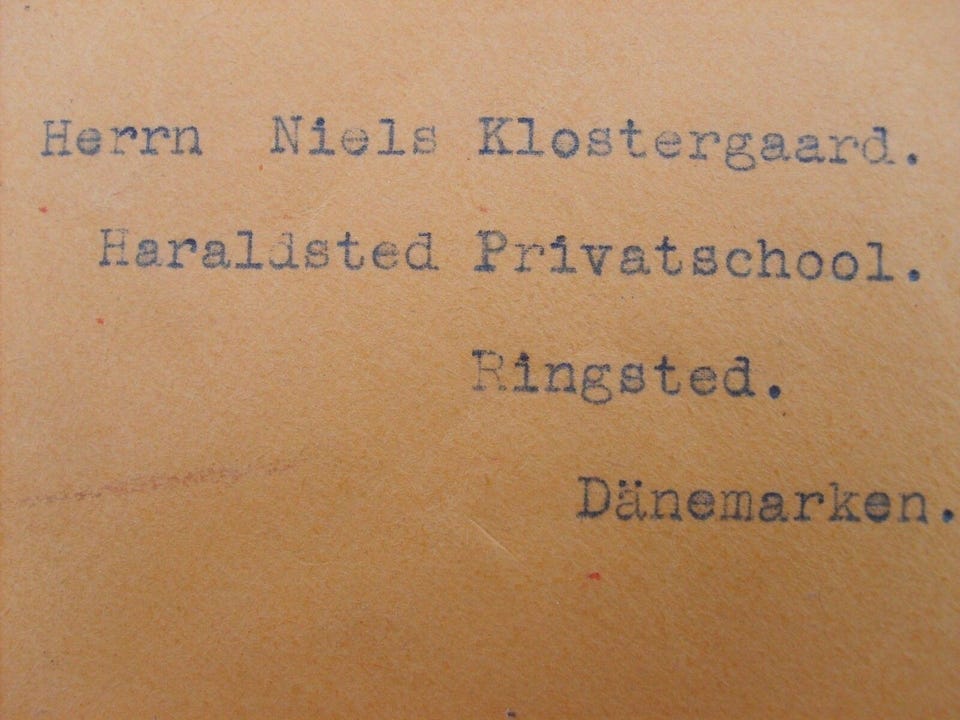 Herrn Niels Klostergaard.
Haraldsted Privatschool.
Ringsted.
Dänemarken.